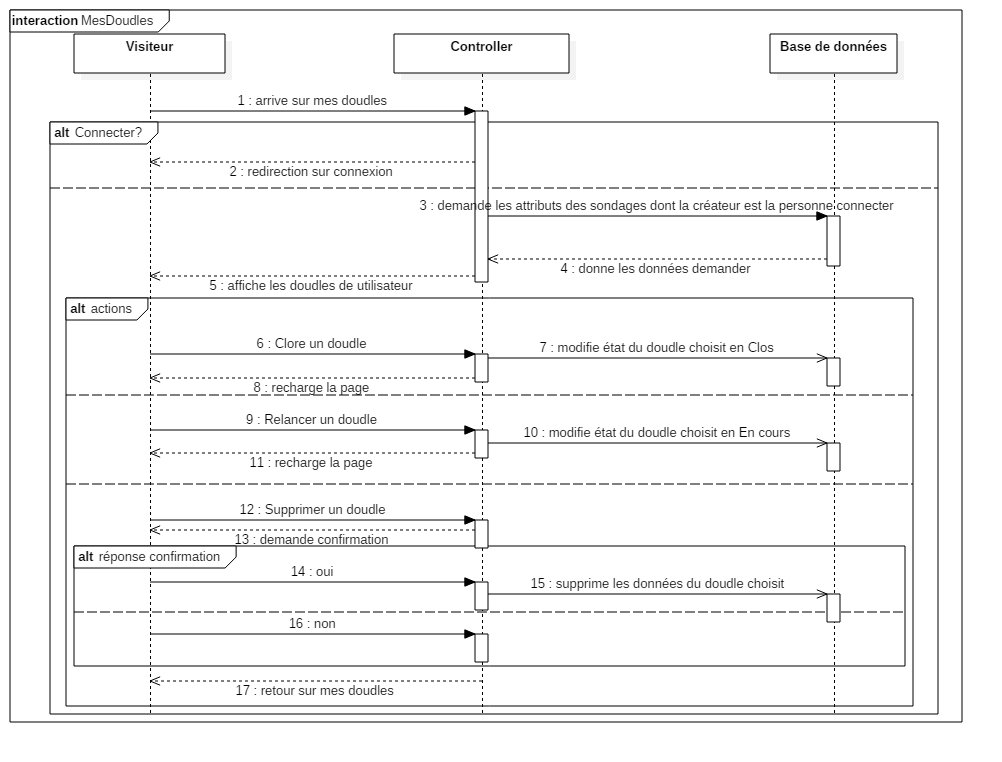 interaction MesDoudles
Visiteur
Controller
Base de données
1 : arrive sur mes doudles
alt Connecter?
2 : redirection sur connexion
3 : demande les attributs des sondages dont la créateur est la personne connecter
4 : donne les données demander
5 : affiche les doudles de utilisateur
alt actions
6 : Clore un doudle
7 : modifie état du doudle choisit en Clos
8 : recharge la page
9 : Relancer un doudle
10 : modifie état du doudle choisit en En cours
11 : recharge la page
12 : Supprimer un doudle
13 : demande confirmation
alt réponse confirmation
14 : oui
15 : supprime les données du doudle choisit
16 : non
17 : retour sur mes doudles